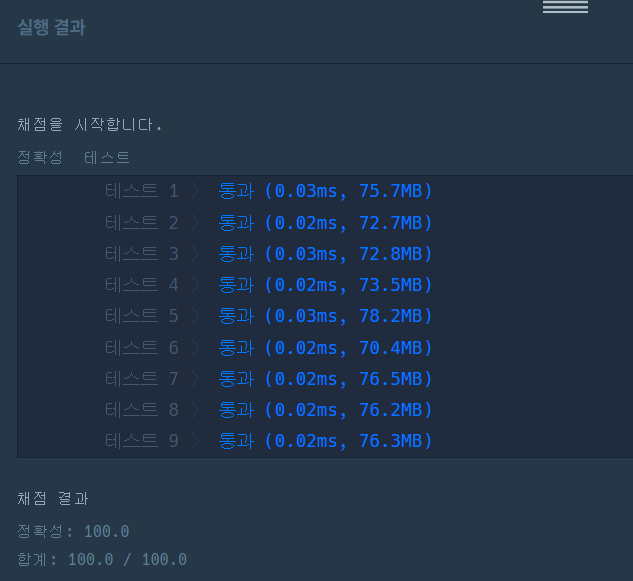 실행 결과
채점을 시작합니다.
정확성 테스트
테스트 1 〉 통과 (0.03ms, 75.7MB)
테스트 2 〉 통과 (0.02ms, 72.7MB)
테스트 3 〉 통과 (0.03ms, 72.8MB)
테스트 4 〉 통과 (0.02ms, 73.5MB)
테스트 5 〉 통과 (0.03ms, 78.2MB)
테스트 6 〉 통과 (0.02ms, 70.4MB)
테스트 7 〉 통과 (0.02ms, 76.5MB)
테스트 8 〉 통과 (0.02ms, 76.2MB)
테스트 9 〉 통과 (0.02ms, 76.3MB)
채점 결과
정확성: 100.0
합계: 100.0 / 100.0